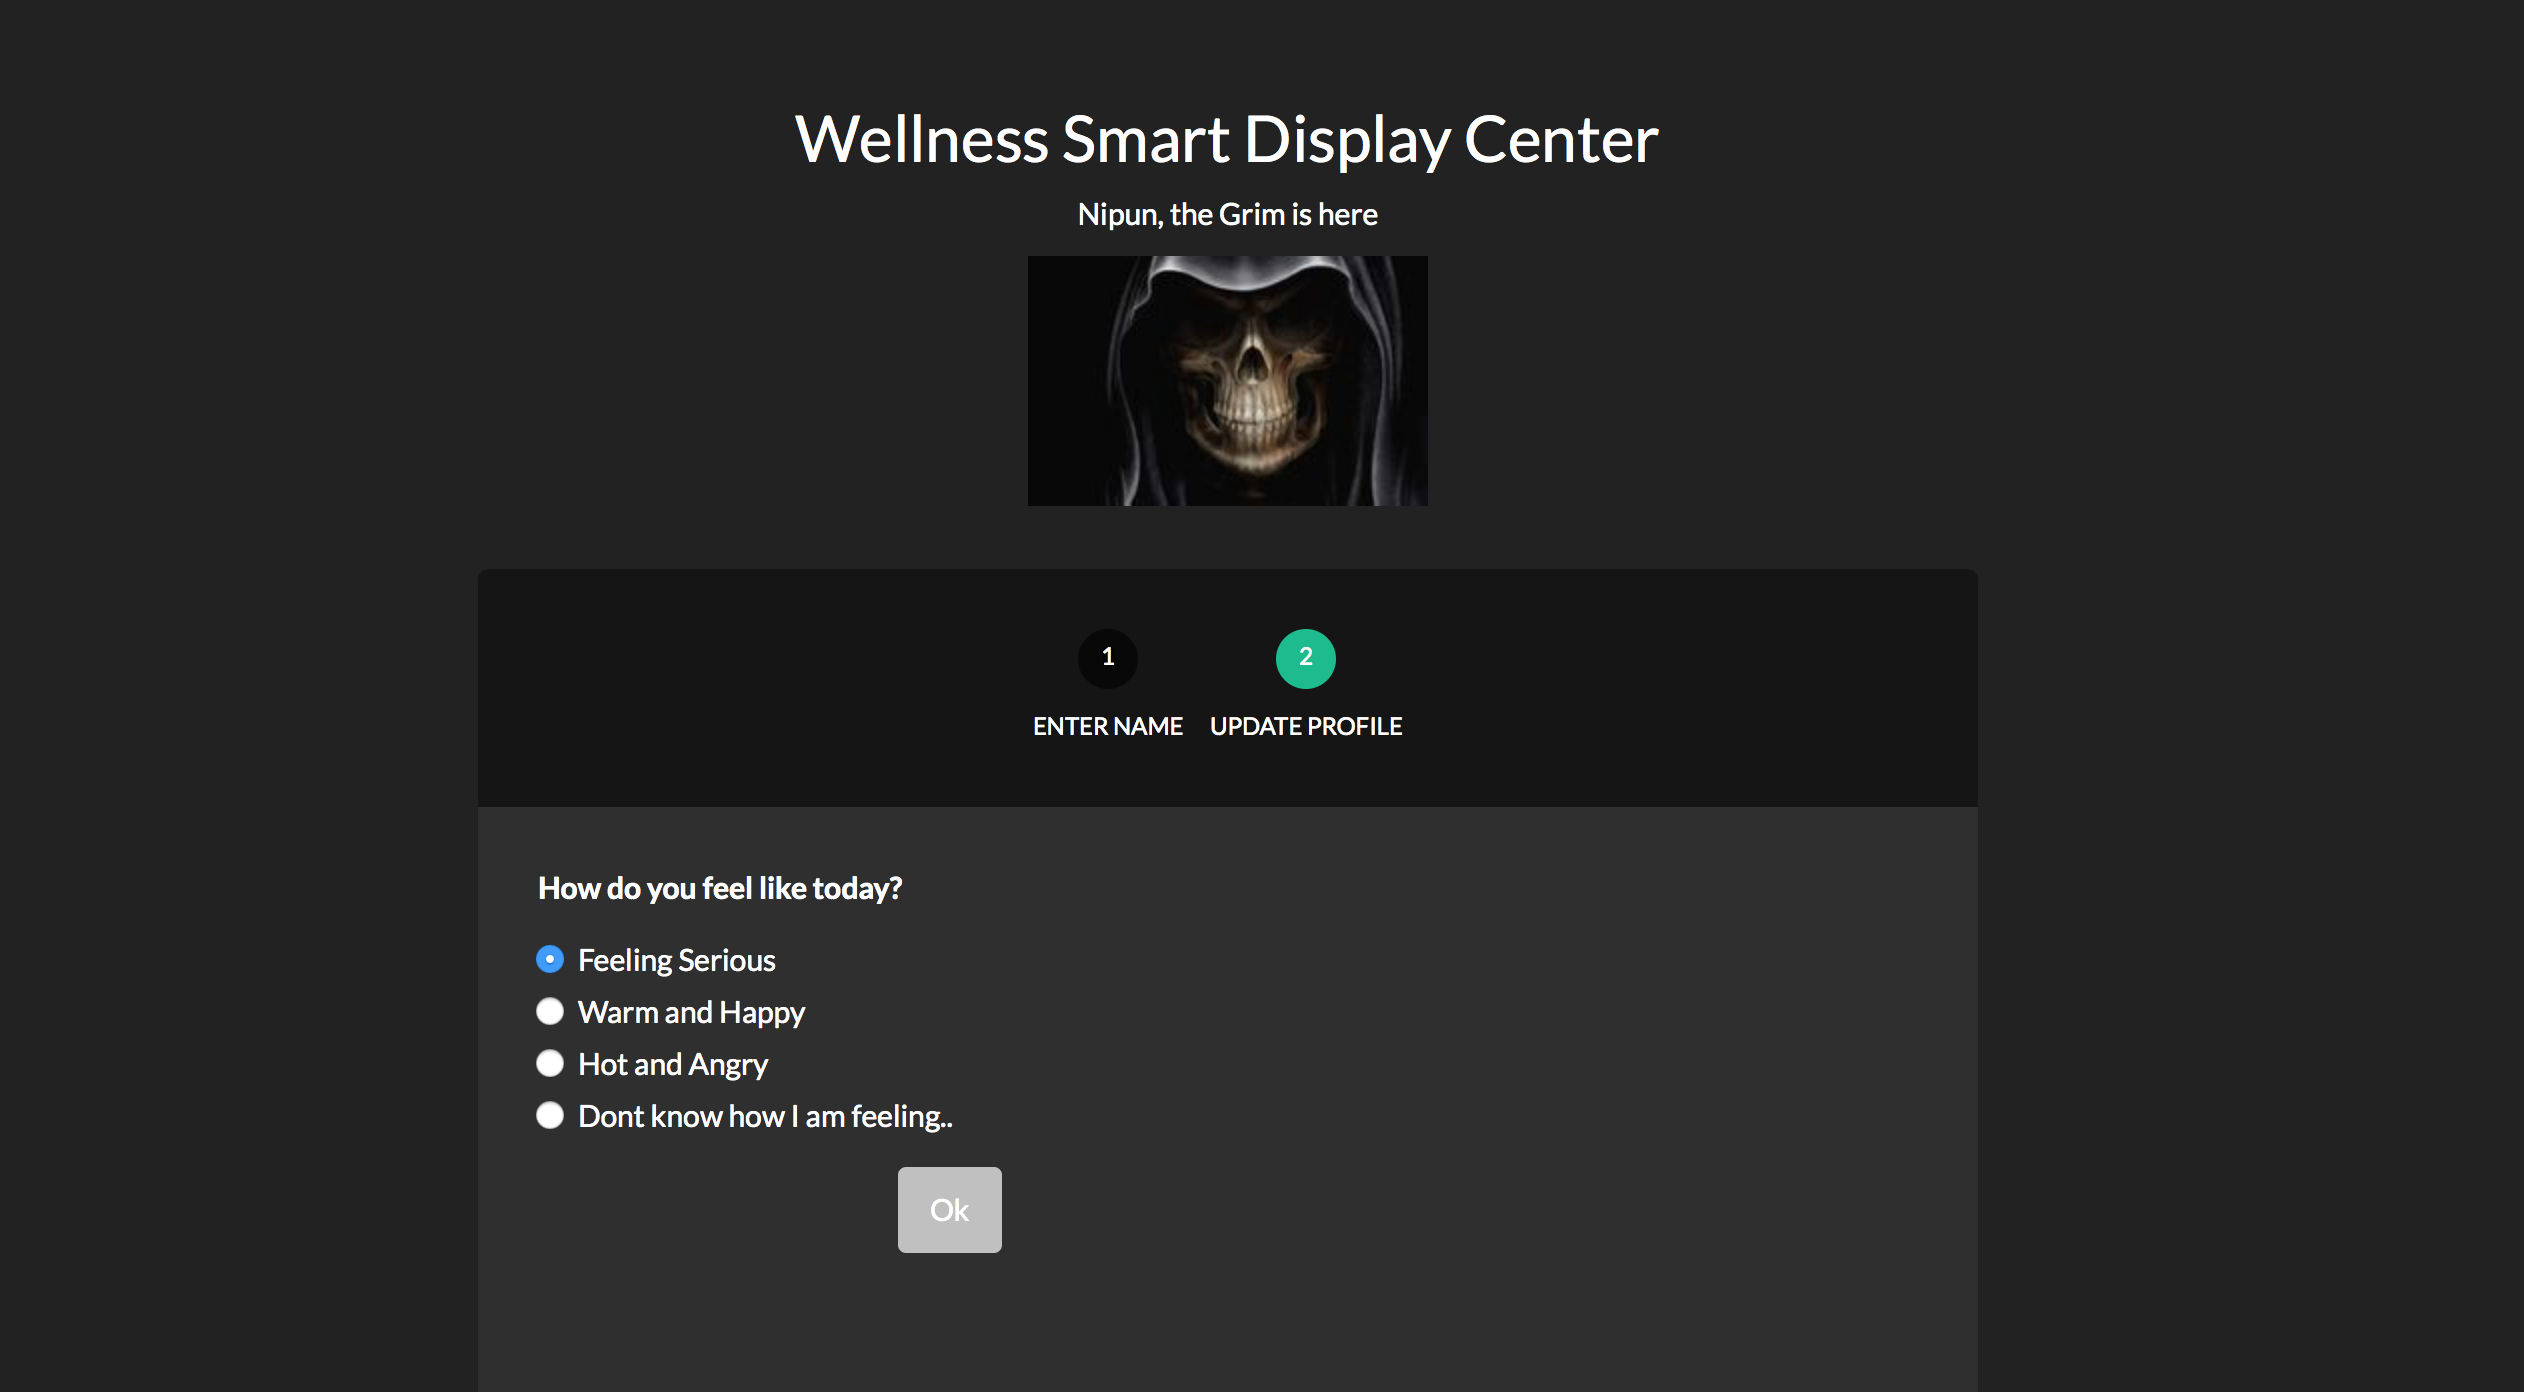 Wellness Smart Display Center
Nipun, the Grim is here
1 2
ENTER NAME UPDATE PROFILE
How do you feel like today?
Feeling Serious
Warm and Happy
Hot and Angry
Dont know how I am feeling..
Ok